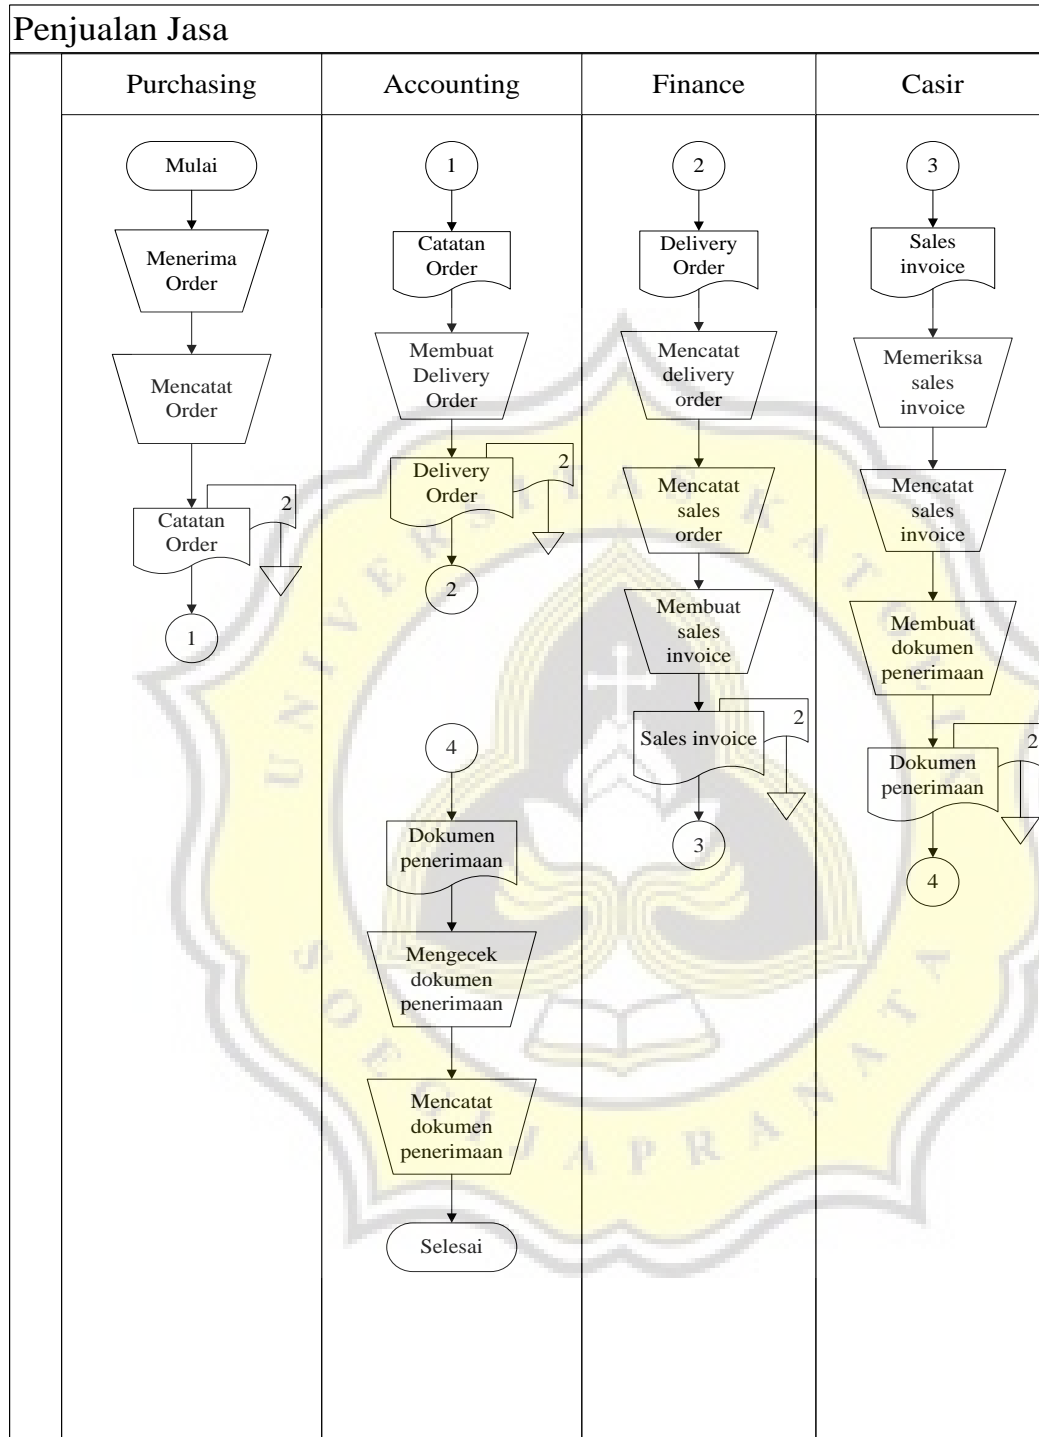 Penjualan Jasa
Purchasing
Accounting
Finance
Casir
Mulai
Menerima
Order
Mencatat
Order
2
Catatan
Order
1
1
Catatan
Order
Membuat
Delivery
Order
2
Delivery
Order
2
4
Dokumen
penerimaan
Mengecek
dokumen
penerimaan
Mencatat
dokumen
penerimaan
Selesai
2
Delivery
Order
Mencatat
delivery
order
Mencatat
sales
order
Membuat
sales
invoice
2
Sales invoice
3
3
Sales
invoice
Memeriksa
sales
invoice
Mencatat
sales
invoice
Membuat
dokumen
penerimaan
2
Dokumen
penerimaan
4
UNIVERSITAS KATOLIK
SOEGIJAPRANATA